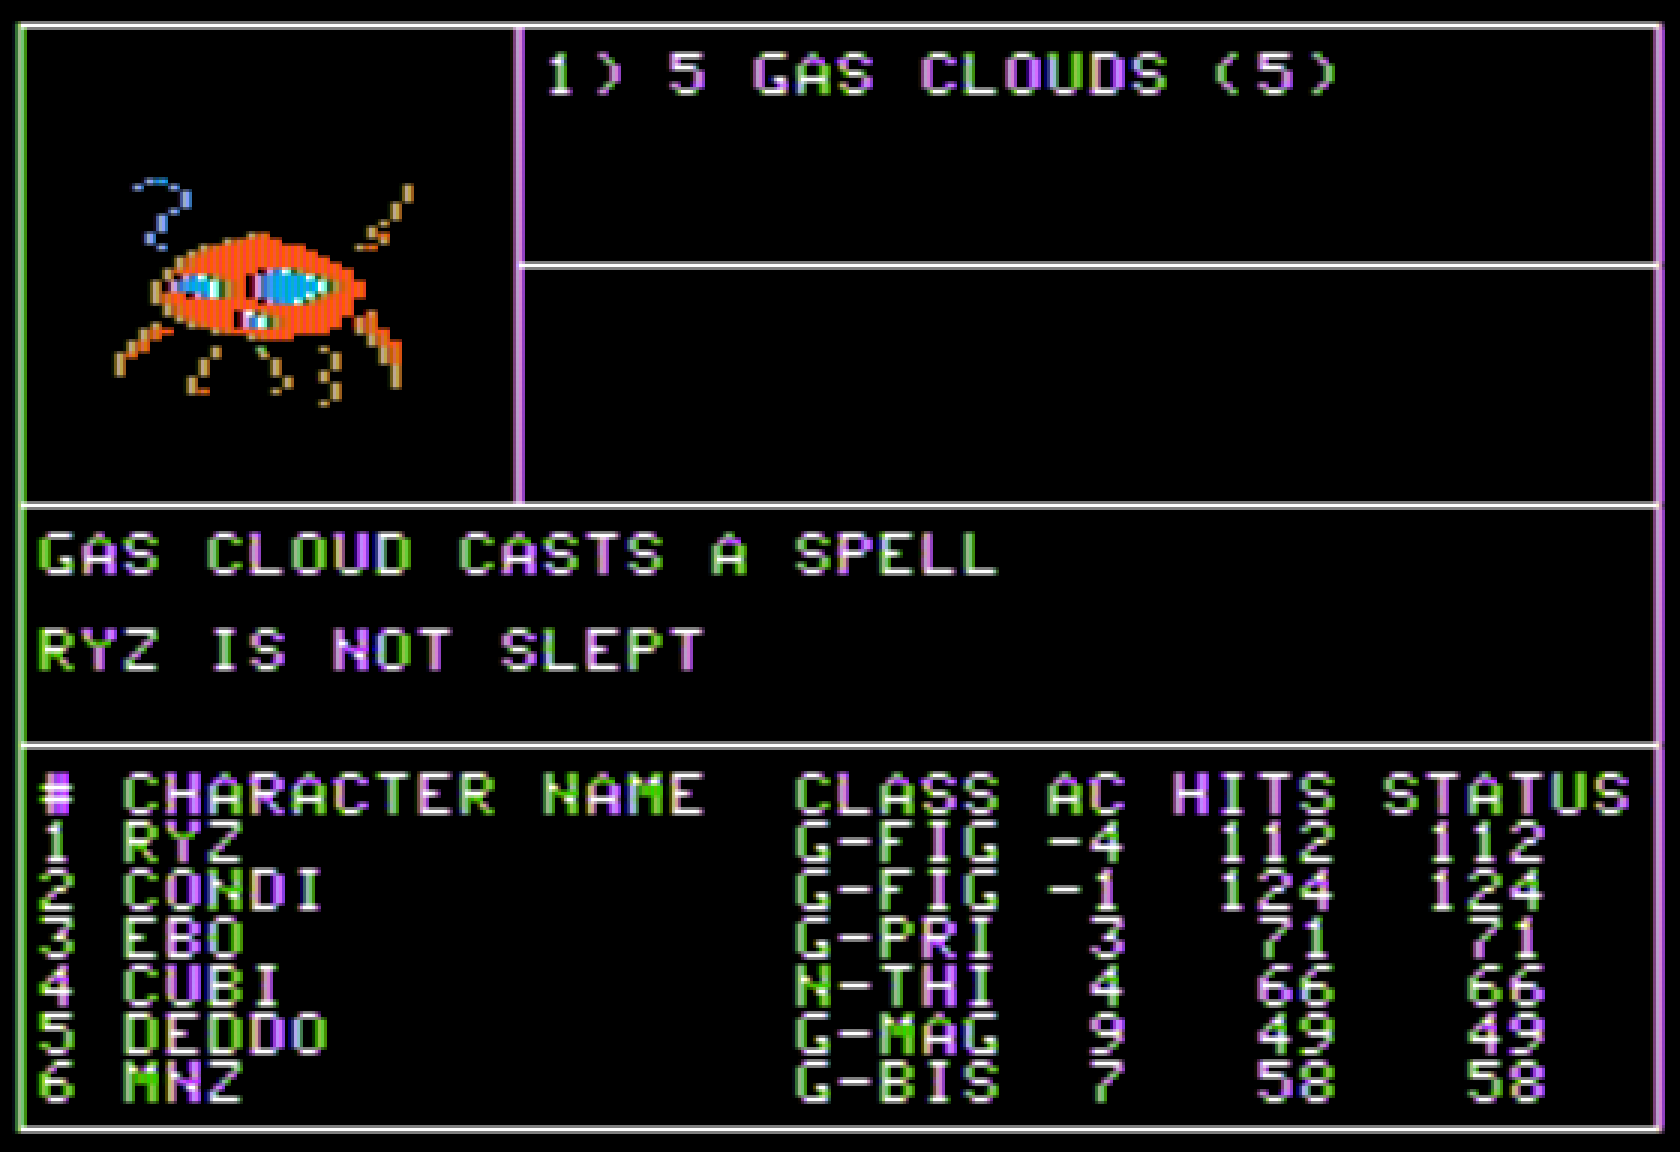 1) 5 GAS CLOUDS (5)
GAS CLOUD CASTS A SPELL
RYZ IS NOT SLEPT
# CHARACTER NAME CLASS AC HITS STATUS
1 RYZ G-FIG -4 112 112
2 CONDI G-FIG -1 124 124
3 EBO G-PRI 3 71 71
4 CUBI N-THI 4 66 66
5 DEDDO G-MAG 9 49 49
6 MNZ G-BIS 7 58 58